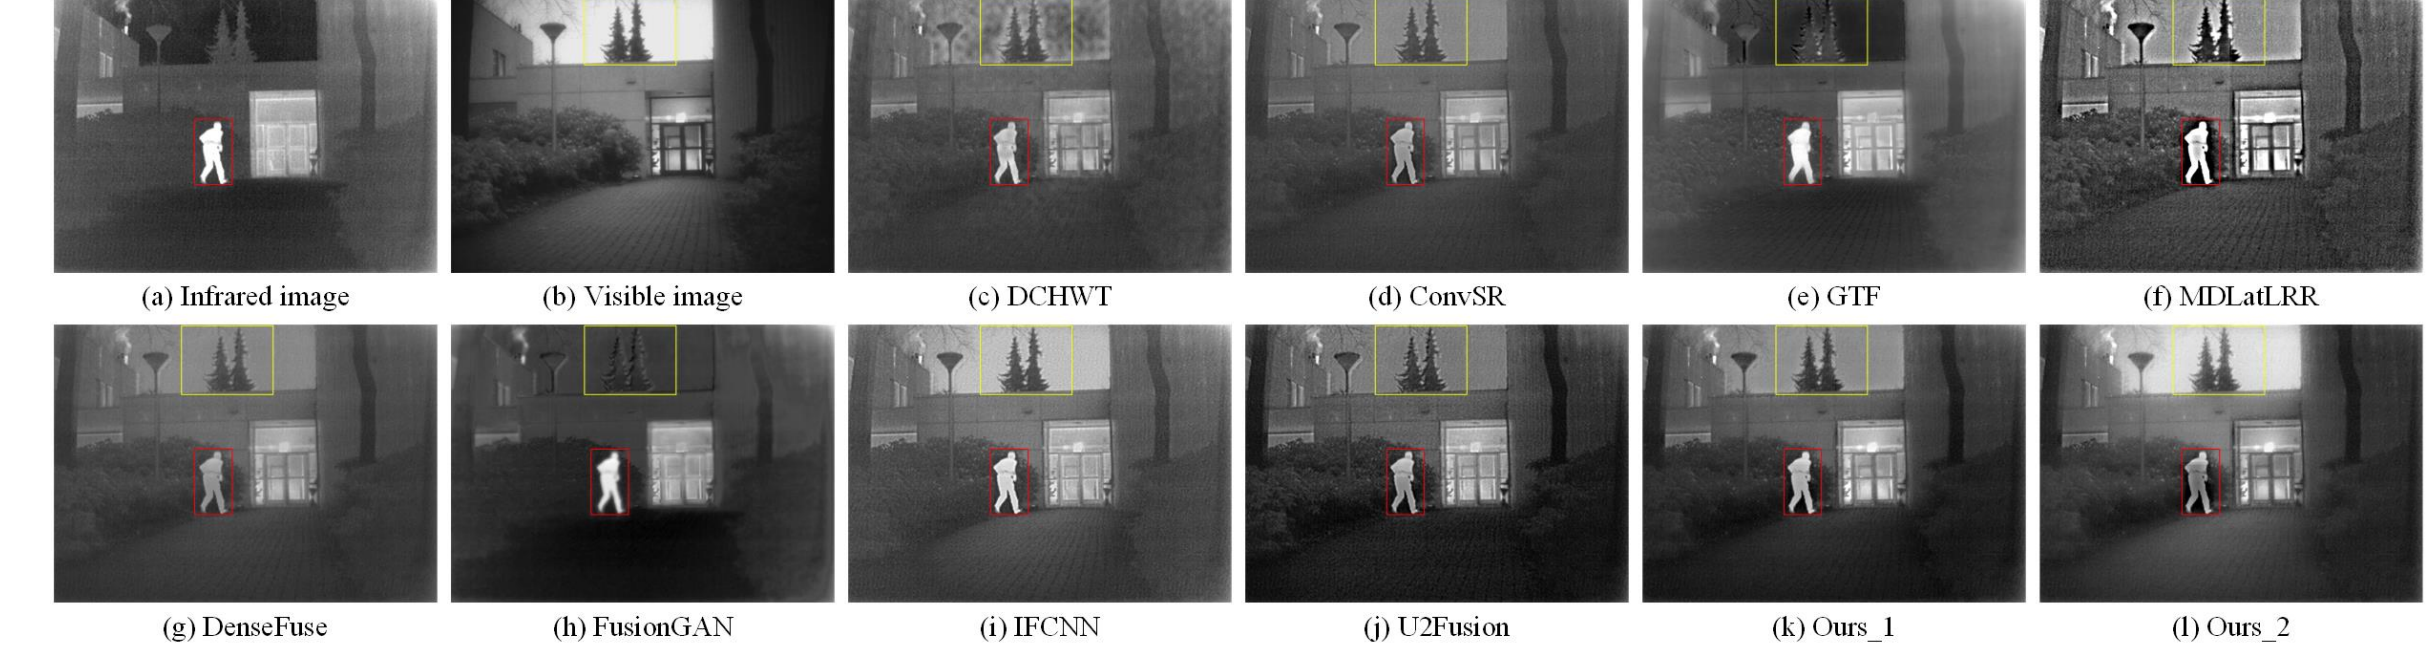 (a) Infrared image
(b) Visible image
(c) DCHWT
(d) ConvSR
(e) GTF
(f) MDLatLRR
(g) DenseFuse
(h) FusionGAN
(i) IFCNN
(j) U2Fusion
(k) Ours_1
(l) Ours_2